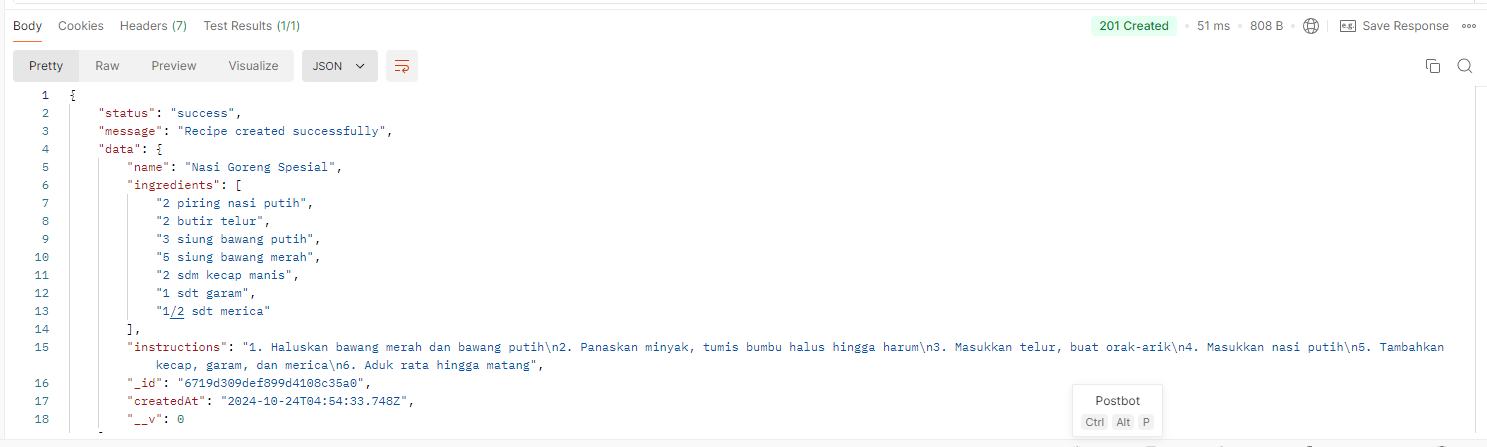 Body Cookies Headers (7) Test Results (1/1) 201 Created 51 ms 808 B e.g. Save Response
Pretty Raw Preview Visualize JSON
1 {
2 "status": "success",
3 "message": "Recipe created successfully",
4 "data": {
5 "name": "Nasi Goreng Spesial",
6 "ingredients": [
7 "2 piring nasi putih",
8 "2 butir telur",
9 "3 siung bawang putih",
10 "5 siung bawang merah",
11 "2 sdm kecap manis",
12 "1 sdt garam",
13 "1/2 sdt merica"
14 ],
15 "instructions": "1. Haluskan bawang merah dan bawang putih\n2. Panaskan minyak, tumis bumbu halus hingga harum\n3. Masukkan telur, buat orak-arik\n4. Masukkan nasi putih\n5. Tambahkan
kecap, garam, dan merica\n6. Aduk rata hingga matang",
16 "_id": "6719d309def899d4108c35a0",
17 "createdAt": "2024-10-24T04:54:33.748Z",
18 "__v": 0
Postbot
Ctrl Alt P